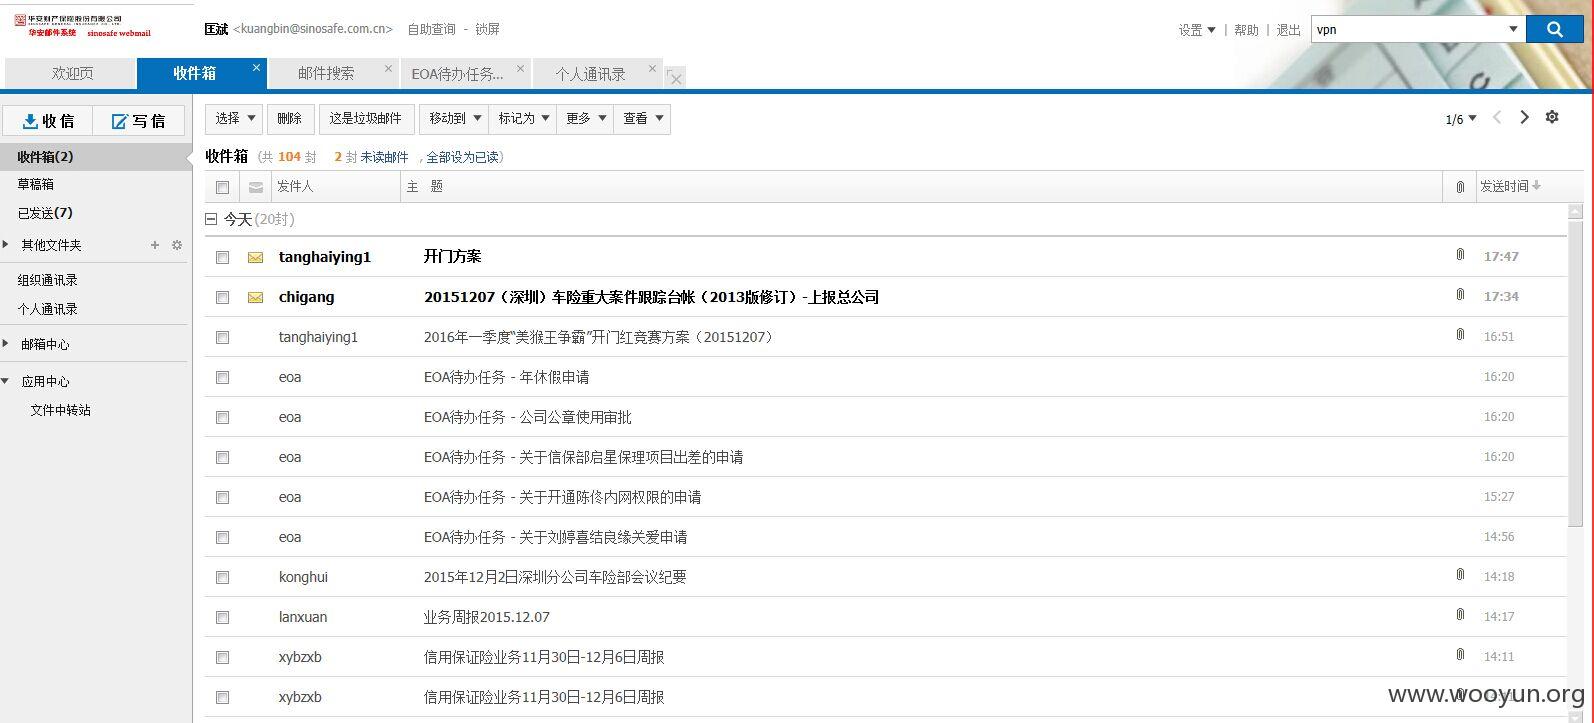 华安财产保险股份有限公司
SINOSAFE GENERAL INSURANCE CO. LTD.
华安邮件系统 sinosafe webmail
匡斌 <kuangbin@sinosafe.com.cn> 自助查询 - 锁屏
设置 | 帮助 | 退出 vpn
欢迎页 收件箱 邮件搜索 EOA待办任务... 个人通讯录
收信 写信
选择 删除 这是垃圾邮件 移动到 标记为 更多 查看 1/6
收件箱(2)
草稿箱
已发送(7)
其他文件夹
组织通讯录
个人通讯录
邮箱中心
应用中心
文件中转站
收件箱 (共 104 封 2 封 未读邮件 , 全部设为已读)
发件人 主 题 发送时间
今天(20封)
tanghaiying1 开门方案 17:47
chigang 20151207（深圳）车险重大案件跟踪台帐（2013版修订）-上报总公司 17:34
tanghaiying1 2016年一季度“美猴王争霸”开门红竞赛方案（20151207） 16:51
eoa EOA待办任务 - 年休假申请 16:20
eoa EOA待办任务 - 公司公章使用审批 16:20
eoa EOA待办任务 - 关于信保部启星保理项目出差的申请 16:20
eoa EOA待办任务 - 关于开通陈佟内网权限的申请 15:27
eoa EOA待办任务 - 关于刘婷喜结良缘关爱申请 14:56
konghui 2015年12月2日深圳分公司车险部会议纪要 14:18
lanxuan 业务周报2015.12.07 14:17
xybzxb 信用保证险业务11月30日-12月6日周报 14:11
xybzxb 信用保证险业务11月30日-12月6日周报
www.wooyun.org